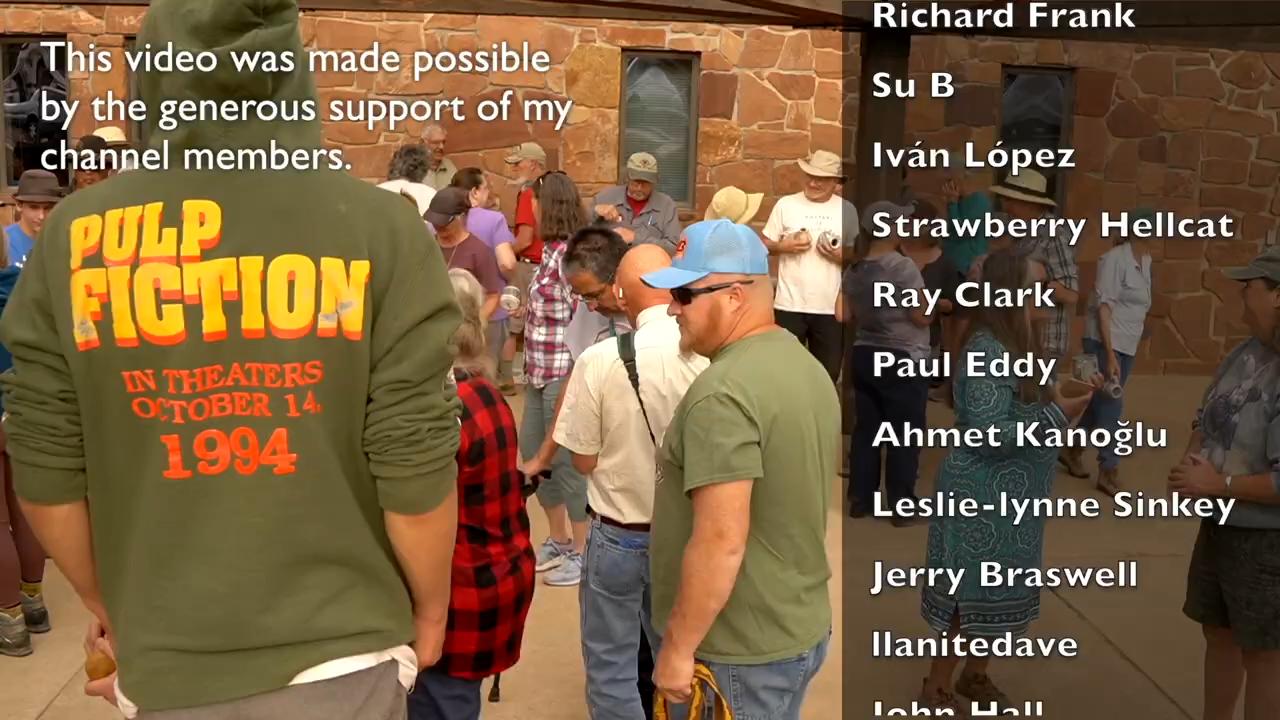 This video was made possible
by the generous support of my
channel members.
PULP
FICTION
IN THEATERS
OCTOBER 14,
1994
Richard Frank
Su B
Iván López
Strawberry Hellcat
Ray Clark
Paul Eddy
Ahmet Kanoğlu
Leslie-lynne Sinkey
Jerry Braswell
llanitedave
John Hall